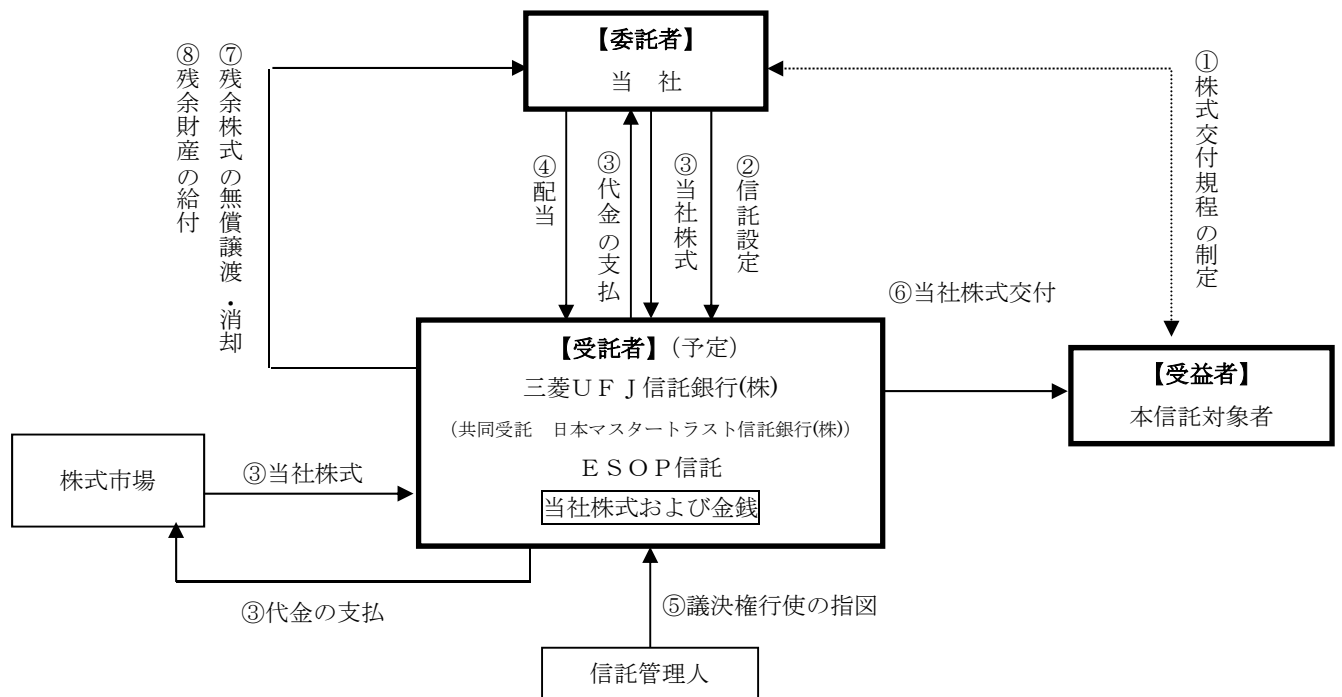 【委託者】
当 社
⑧残余財産の給付
⑦残余株式の無償譲渡・消却
④配当
③代金の支払
③当社株式
②信託設定
①株式交付規程の制定
⑥当社株式交付
【受託者】(予定)
三菱UFJ信託銀行(株)
(共同受託 日本マスタートラスト信託銀行(株))
ESOP信託
当社株式および金銭
【受益者】
本信託対象者
株式市場
③当社株式
③代金の支払
⑤議決権行使の指図
信託管理人